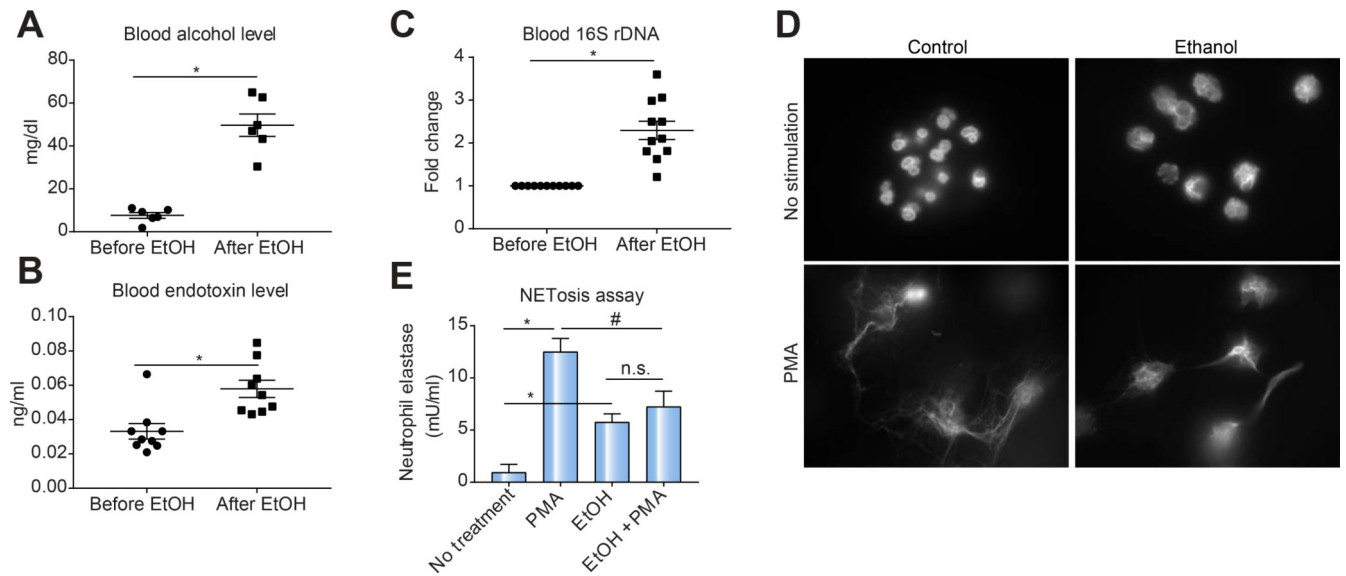 A
Blood alcohol level
*
80
60
40
20
0
mg/dl
Before EtOH
After EtOH
B
Blood endotoxin level
*
0.10
0.08
0.06
0.04
0.02
0.00
ng/ml
Before EtOH
After EtOH
C
Blood 16S rDNA
*
4
3
2
1
0
Fold change
Before EtOH
After EtOH
E
NETosis assay
*
#
n.s.
*
15
10
5
0
Neutrophil elastase
(mU/ml)
No treatment
PMA
EtOH
EtOH + PMA
D
Control
Ethanol
No stimulation
PMA